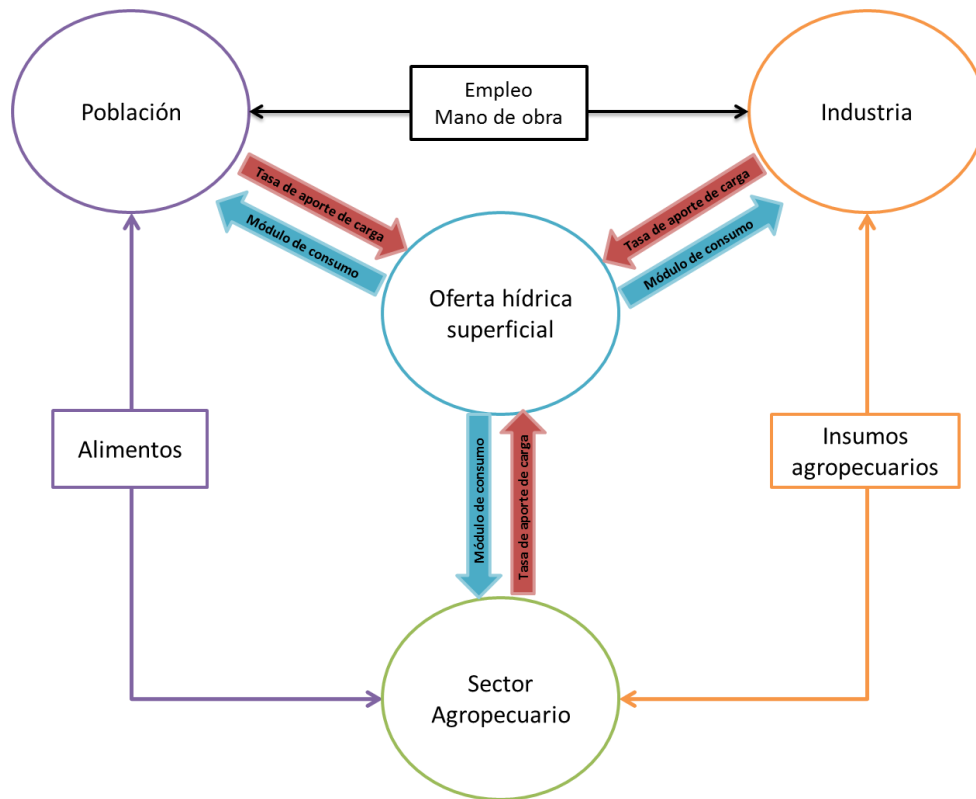 Población
Empleo
Mano de obra
Industria
Tasa de aporte de carga
Módulo de consumo
Tasa de aporte de carga
Módulo de consumo
Oferta hídrica
superficial
Alimentos
Módulo de consumo
Tasa de aporte de carga
Insumos
agropecuarios
Sector
Agropecuario